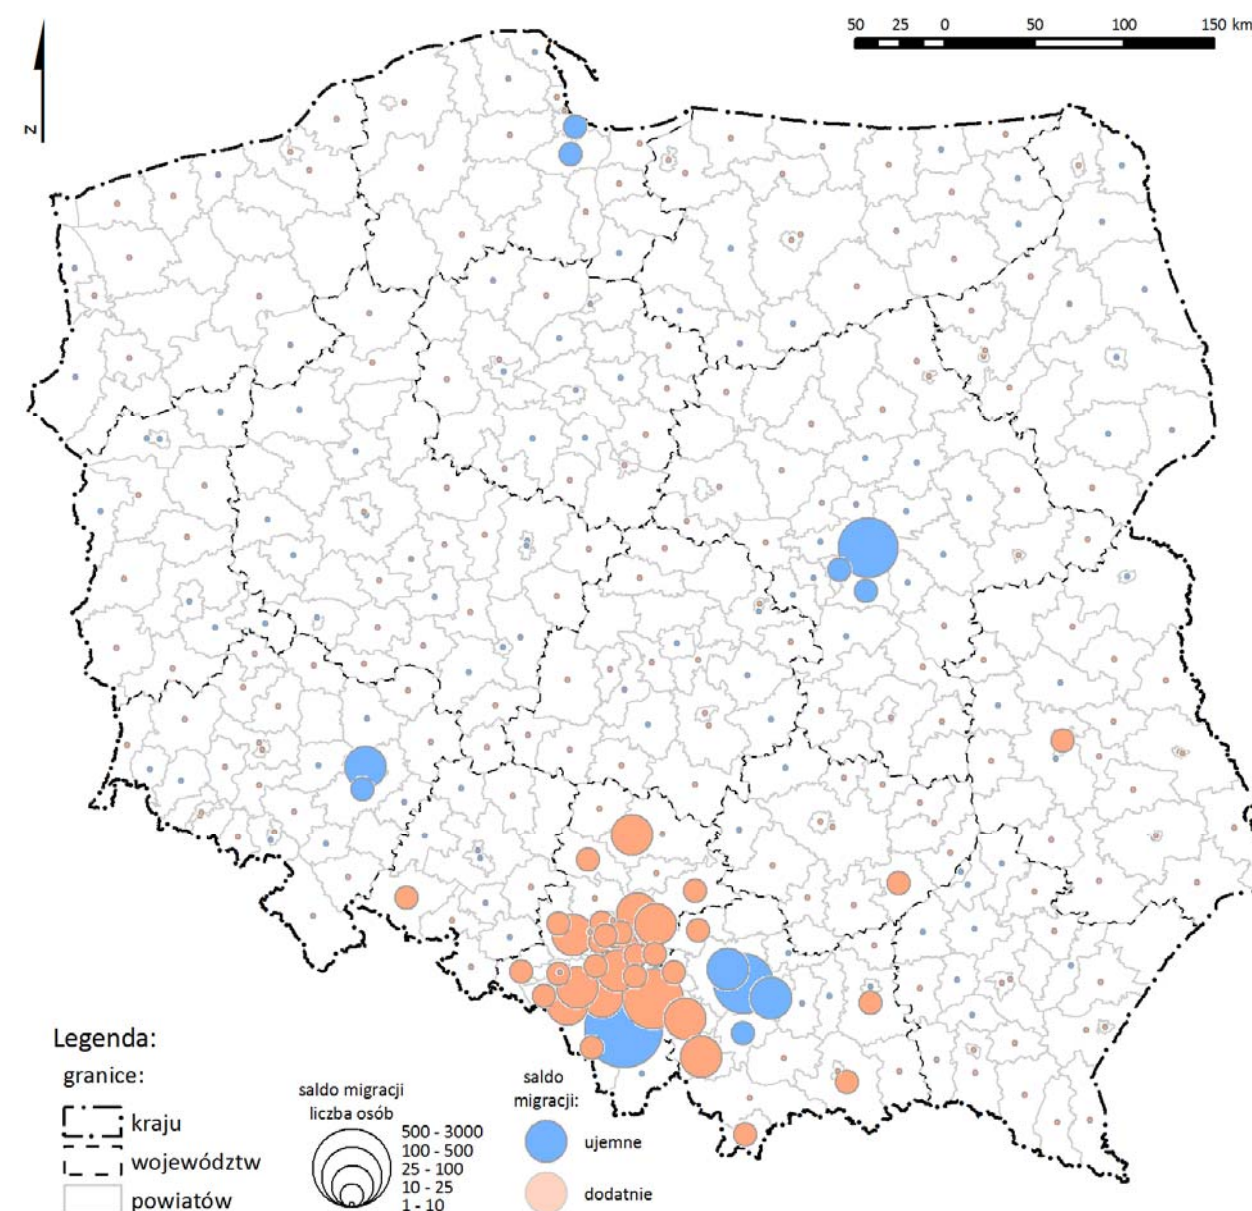 50 25 0 50 100 150 km
N
Legenda:
granice:
kraju
województw
powiatów
saldo migracji
liczba osób
500 - 3000
100 - 500
25 - 100
10 - 25
1 - 10
saldo
migracji:
ujemne
dodatnie